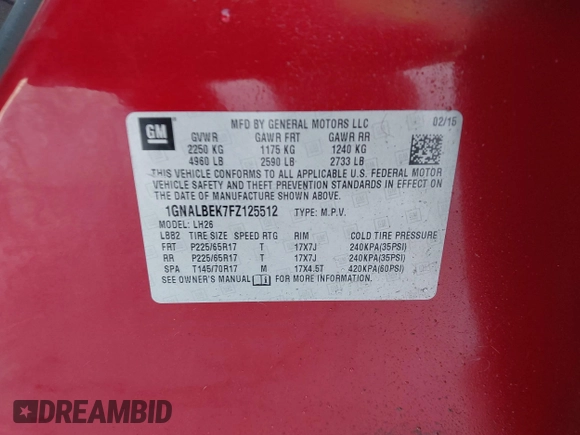 GM
MFD BY GENERAL MOTORS LLC 02/15
GVWR GAWR FRT GAWR RR
2250 KG 1175 KG 1240 KG
4960 LB 2590 LB 2733 LB
THIS VEHICLE CONFORMS TO ALL APPLICABLE U.S. FEDERAL MOTOR
VEHICLE SAFETY AND THEFT PREVENTION STANDARDS IN EFFECT ON
THE DATE OF MANUFACTURE SHOWN ABOVE.
1GNALBEK7FZ125512 TYPE: M.P.V.
MODEL: LH26
LBB2 TIRE SIZE SPEED RTG RIM COLD TIRE PRESSURE
FRT P225/65R17 T 17X7J 240KPA(35PSI)
RR P225/65R17 T 17X7J 240KPA(35PSI)
SPA T145/70R17 M 17X4.5T 420KPA(60PSI)
SEE OWNER'S MANUAL FOR MORE INFORMATION.
DREAMBID